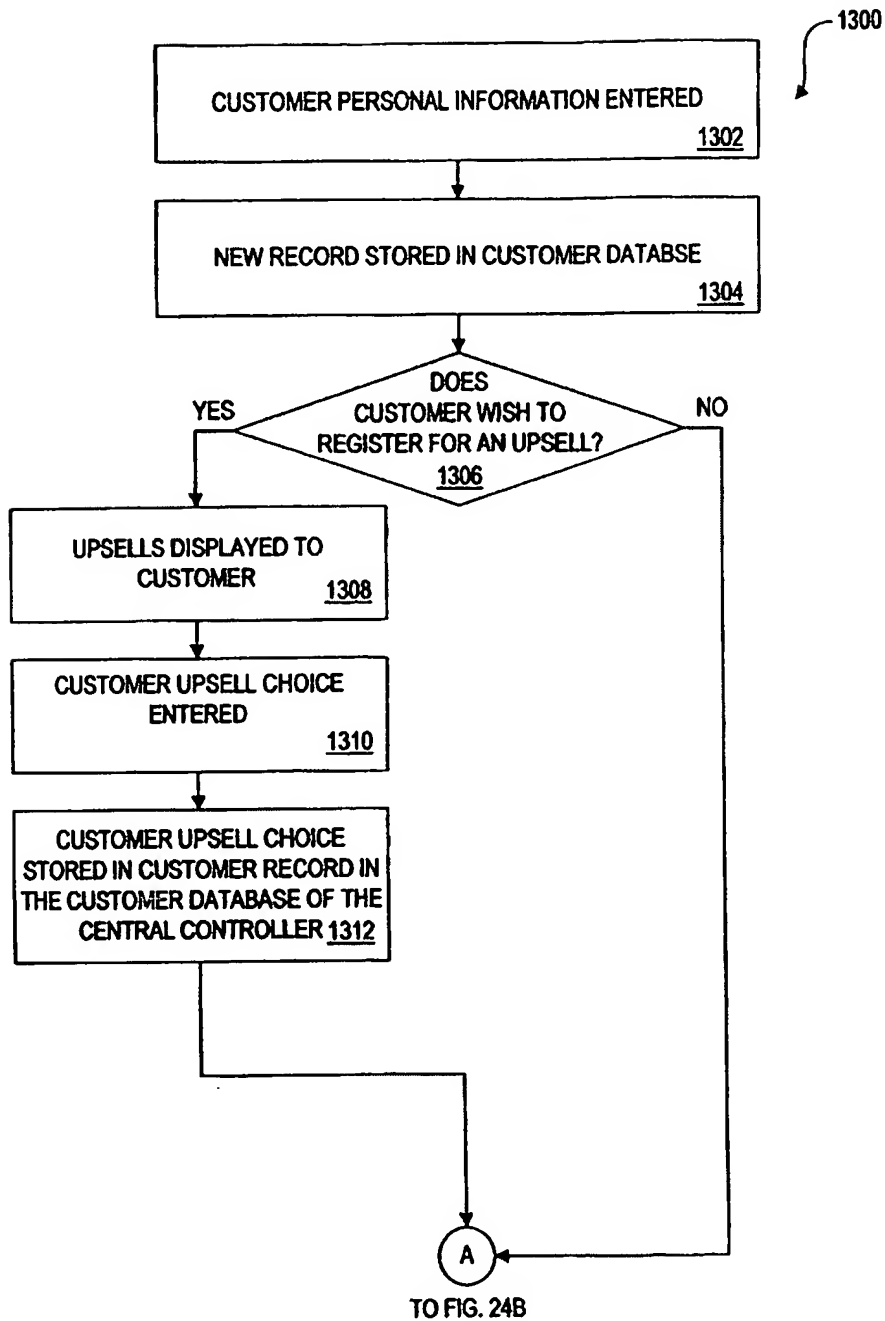 1300
CUSTOMER PERSONAL INFORMATION ENTERED
1302
NEW RECORD STORED IN CUSTOMER DATABSE
1304
DOES
CUSTOMER WISH TO
REGISTER FOR AN UPSELL?
1306
YES
NO
UPSELLS DISPLAYED TO
CUSTOMER
1308
CUSTOMER UPSELL CHOICE
ENTERED
1310
CUSTOMER UPSELL CHOICE
STORED IN CUSTOMER RECORD IN
THE CUSTOMER DATABASE OF THE
CENTRAL CONTROLLER 1312
A
TO FIG. 24B